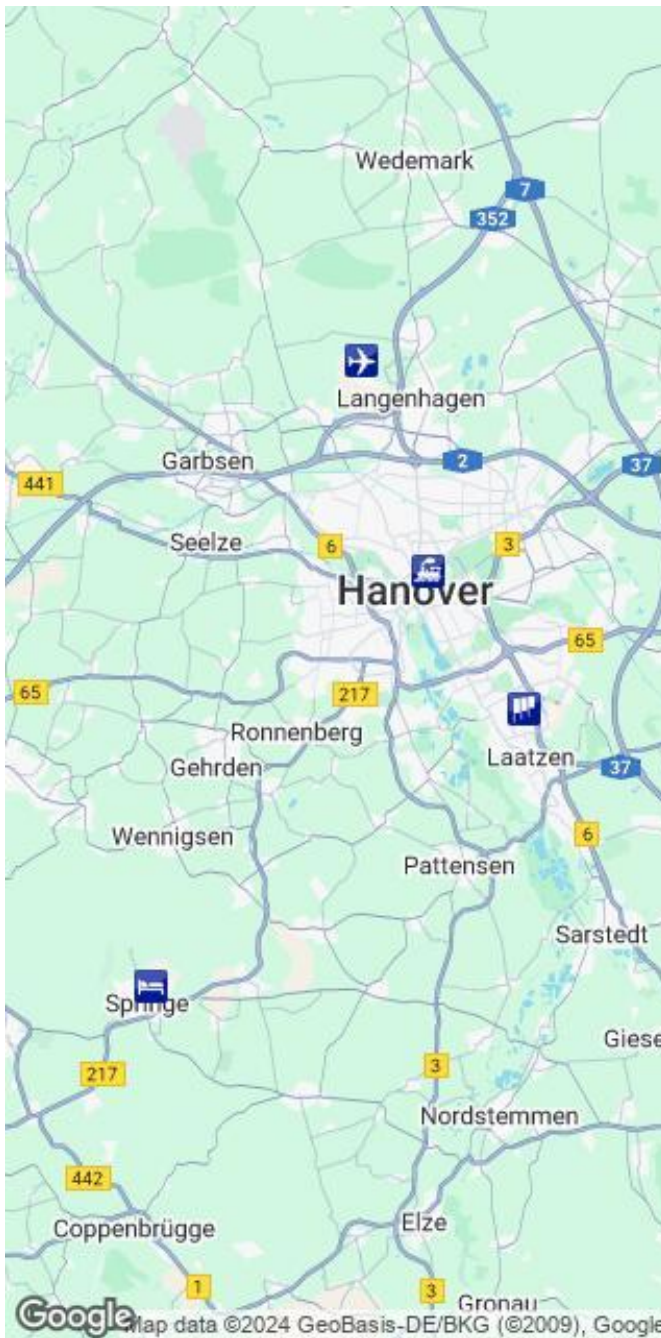 Wedemark
7
352
Langenhagen
Garbsen
2
37
441
Seelze
6
3
Hanover
65
65
217
Ronnenberg
Laatzen
Gehrden
37
Wennigsen
6
Pattensen
Sarstedt
Springe
Giese
3
217
Nordstemmen
442
Elze
Coppenbrügge
1
3
Gronau
Google
Map data ©2024 GeoBasis-DE/BKG (©2009), Google